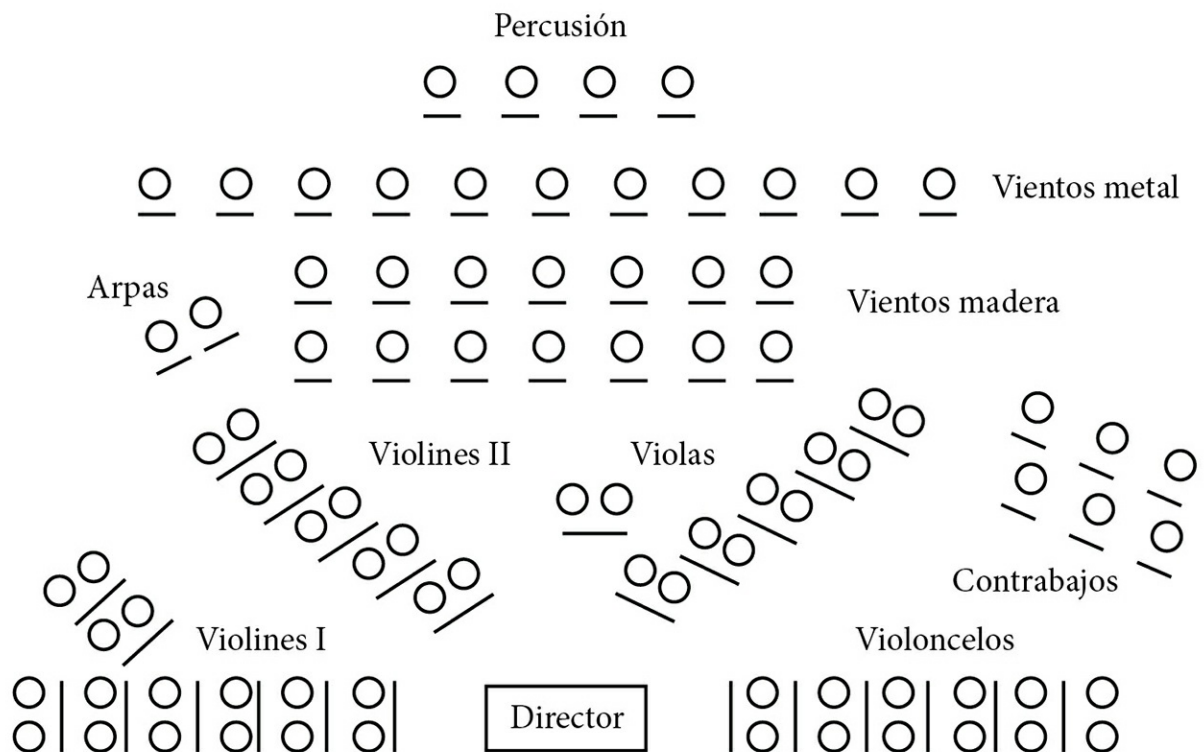 Percusión
Vientos metal
Arpas
Vientos madera
Violines II
Violas
Contrabajos
Violines I
Violoncelos
Director